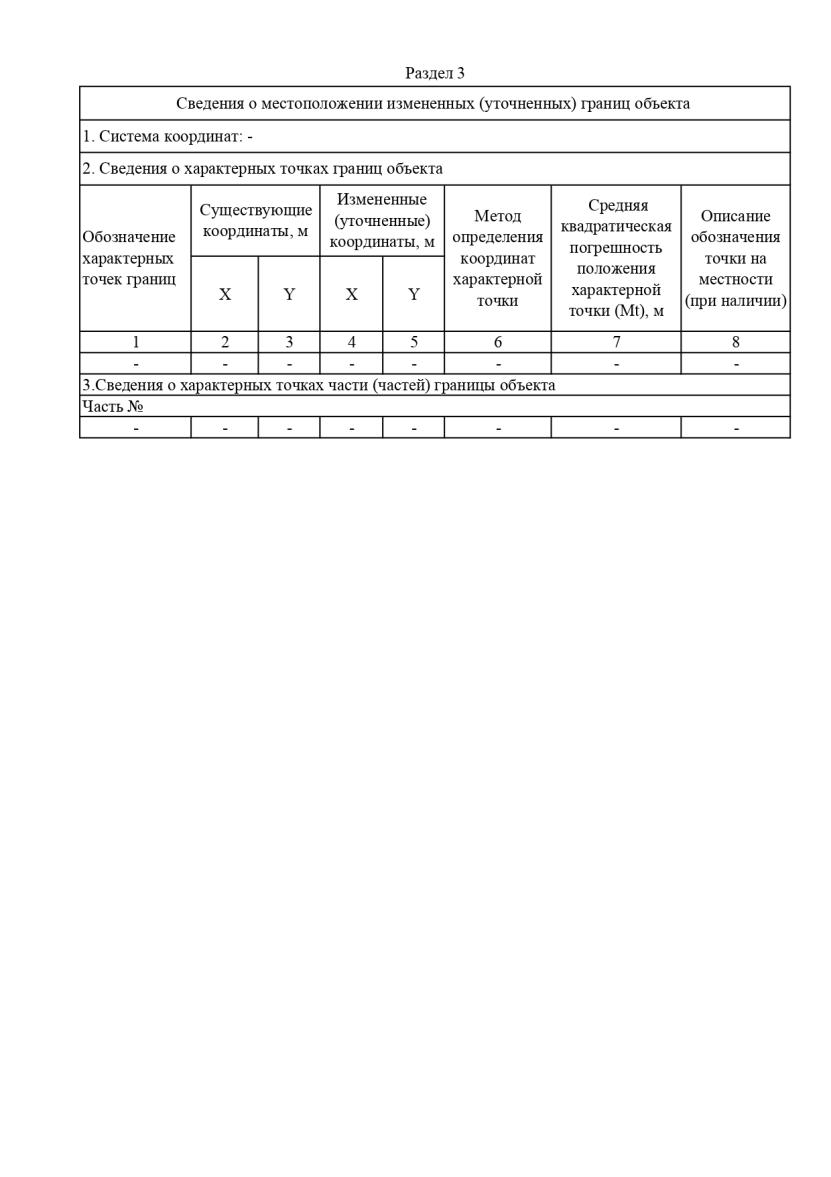 Раздел 3
Сведения о местоположении измененных (уточненных) границ объекта
1. Система координат: -
2. Сведения о характерных точках границ объекта
Обозначение
характерных
точек границ
Существующие
координаты, м
Измененные
(уточненные)
координаты, м
Метод
определения
координат
характерной
точки
Средняя
квадратическая
погрешность
положения
характерной
точки (Mt), м
Описание
обозначения
точки на
местности
(при наличии)
X Y X Y
1 2 3 4 5 6 7 8
- - - - - - - -
3.Сведения о характерных точках части (частей) границы объекта
Часть №
- - - - - - - -